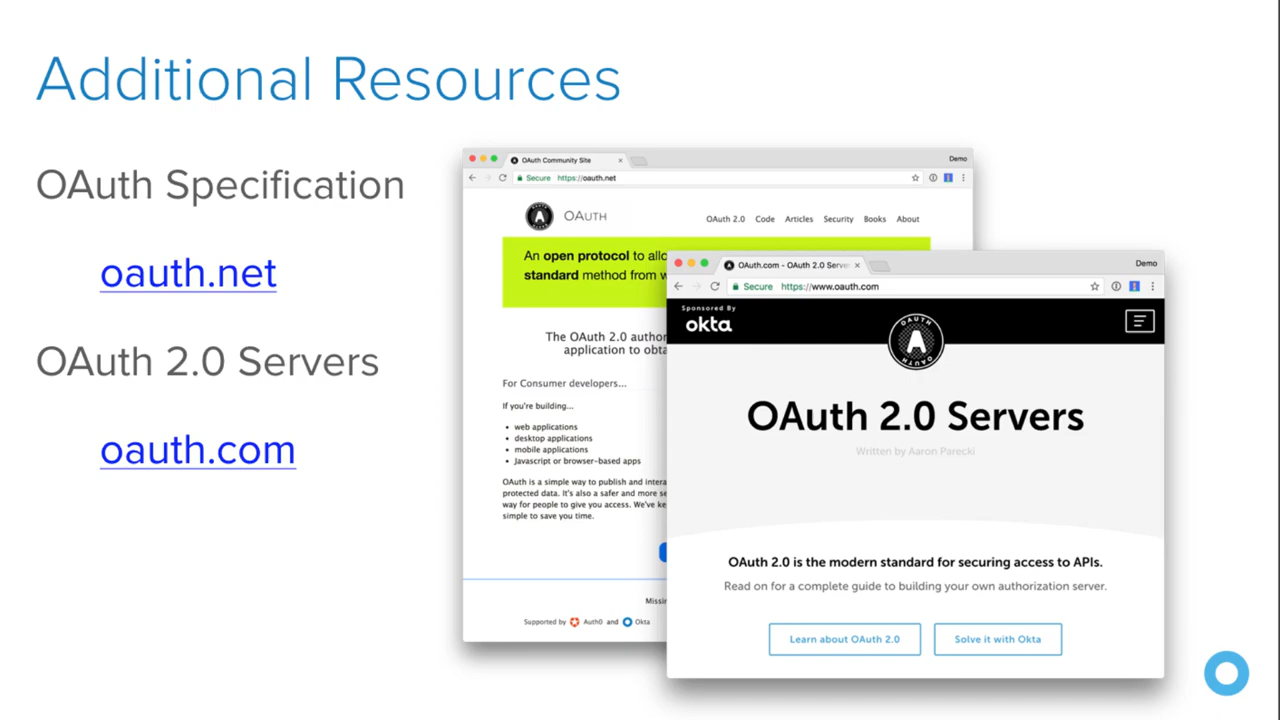 Additional Resources
OAuth Specification
oauth.net
OAuth 2.0 Servers
oauth.com
OAuth Community Site
Demo
Secure https://oauth.net
OAUTH
OAuth 2.0 Code Articles Security Books About
An open protocol to allo
standard method from w
The OAuth 2.0 author
application to obta
For Consumer developers...
If you're building...
• web applications
• desktop applications
• mobile applications
• Javascript or browser-based apps
OAuth is a simple way to publish and intera
protected data. It's also a safer and more se
way for people to give you access. We've ke
simple to save you time.
Missin
Supported by Auth0 and Okta
OAuth.com - OAuth 2.0 Server
Demo
Secure https://www.oauth.com
Sponsored By
okta
OAUTH
A
OAUTH
OAuth 2.0 Servers
Written by Aaron Parecki
OAuth 2.0 is the modern standard for securing access to APIs.
Read on for a complete guide to building your own authorization server.
Learn about OAuth 2.0
Solve it with Okta